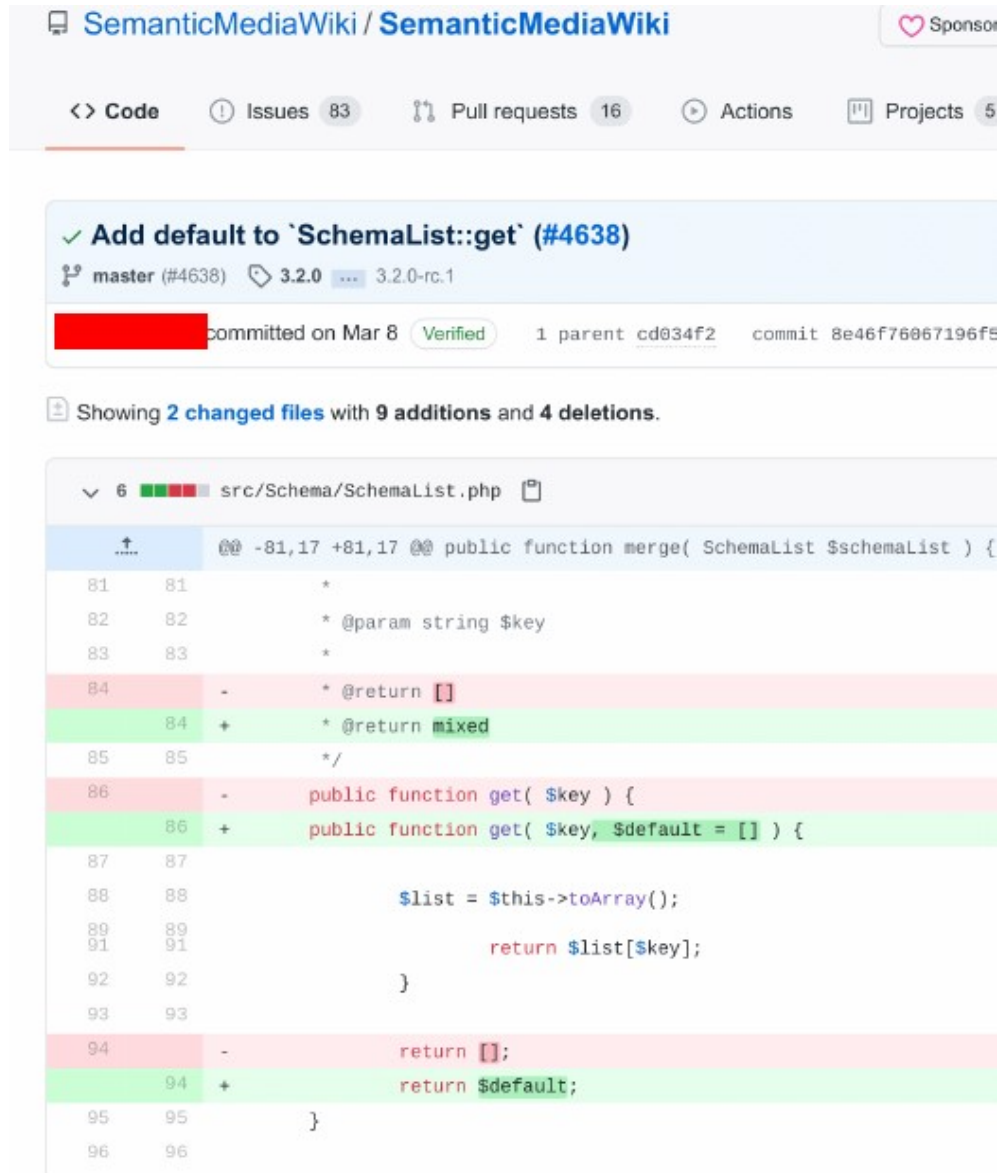 SemanticMediaWiki / SemanticMediaWiki Sponsor
<> Code Issues 83 Pull requests 16 Actions Projects 5
Add default to `SchemaList::get` (#4638)
master (#4638) 3.2.0 ... 3.2.0-rc.1
committed on Mar 8 Verified 1 parent cd034f2 commit 8e46f76067196f5
Showing 2 changed files with 9 additions and 4 deletions.
6 src/Schema/SchemaList.php
@@ -81,17 +81,17 @@ public function merge( SchemaList $schemaList ) {
81 81 *
82 82 * @param string $key
83 83 *
84 - * @return []
84 + * @return mixed
85 85 */
86 - public function get( $key ) {
86 + public function get( $key, $default = [] ) {
87 87
88 88 $list = $this->toArray();
89 89
91 91 return $list[$key];
92 92 }
93 93
94 - return [];
94 + return $default;
95 95 }
96 96